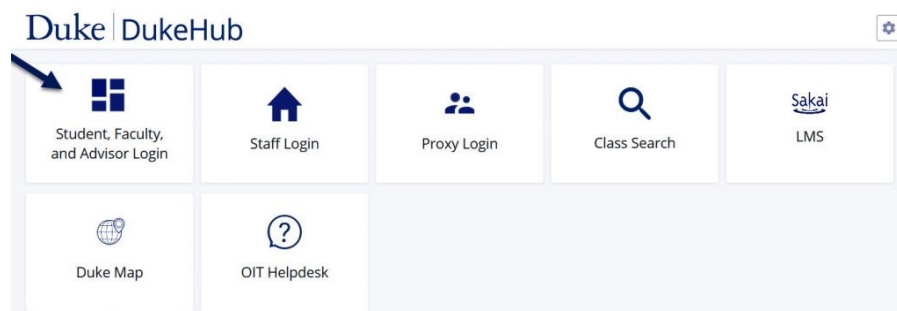 Duke DukeHub
Student, Faculty,
and Advisor Login
Staff Login
Proxy Login
Class Search
Sakai
LMS
Duke Map
?
OIT Helpdesk